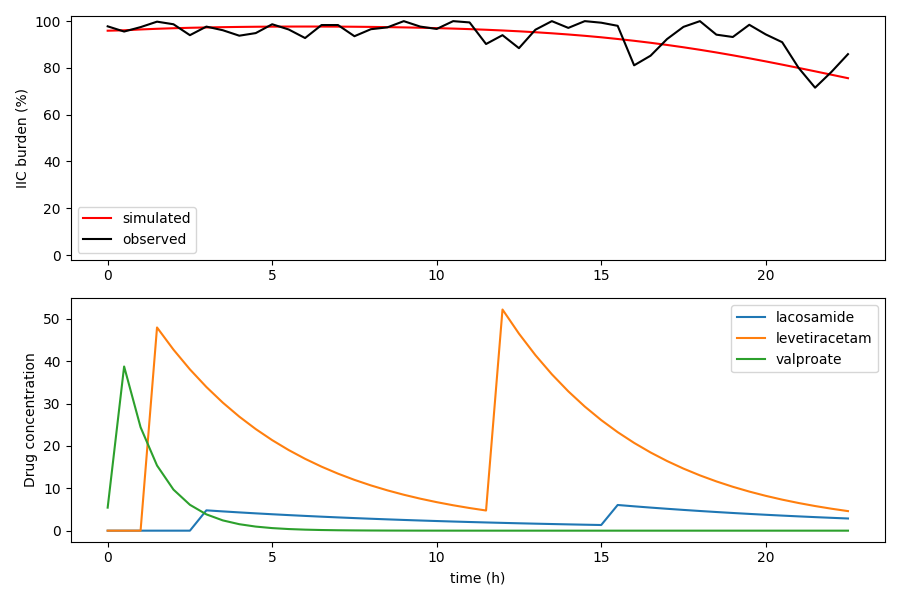 IIC burden (%)
100
80
60
40
20
0
simulated
observed
0 5 10 15 20
Drug concentration
50
40
30
20
10
0
lacosamide
levetiracetam
valproate
0 5 10 15 20
time (h)